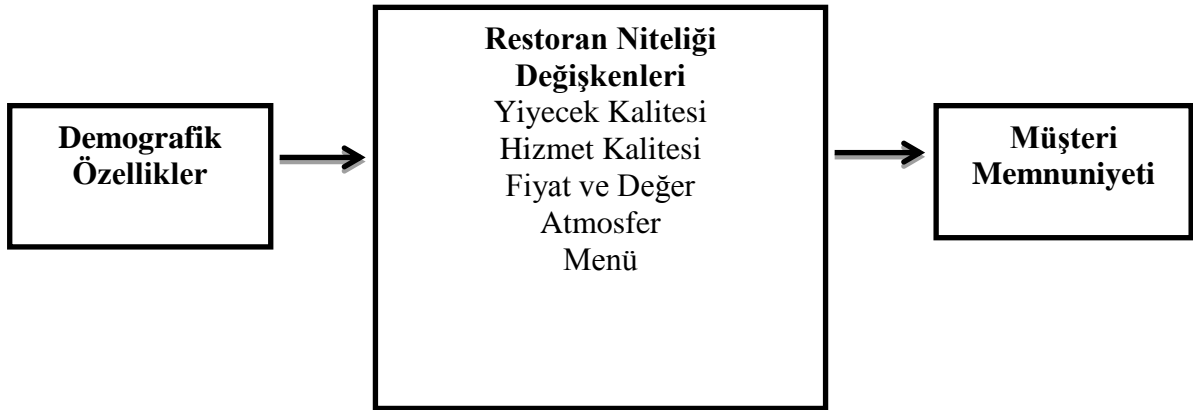 Demografik
Özellikler
Restoran Niteliği
Değişkenleri
Yiyecek Kalitesi
Hizmet Kalitesi
Fiyat ve Değer
Atmosfer
Menü
Müşteri
Memnuniyeti